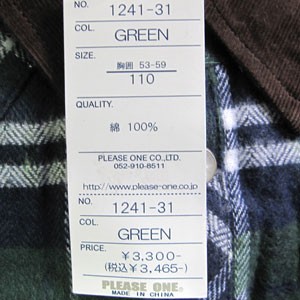 NO.
1241-31
COL.
GREEN
SIZE.
胸囲 53-59
110
QUALITY.
綿 100%
PLEASE ONE CO.,LTD.
052-910-8511
http://www.please-one.co.jp
NO.
1241-31
COL.
GREEN
PRICE.
¥3,300-
(税込¥3,465-)
PLEASE ONE®
MADE IN CHINA